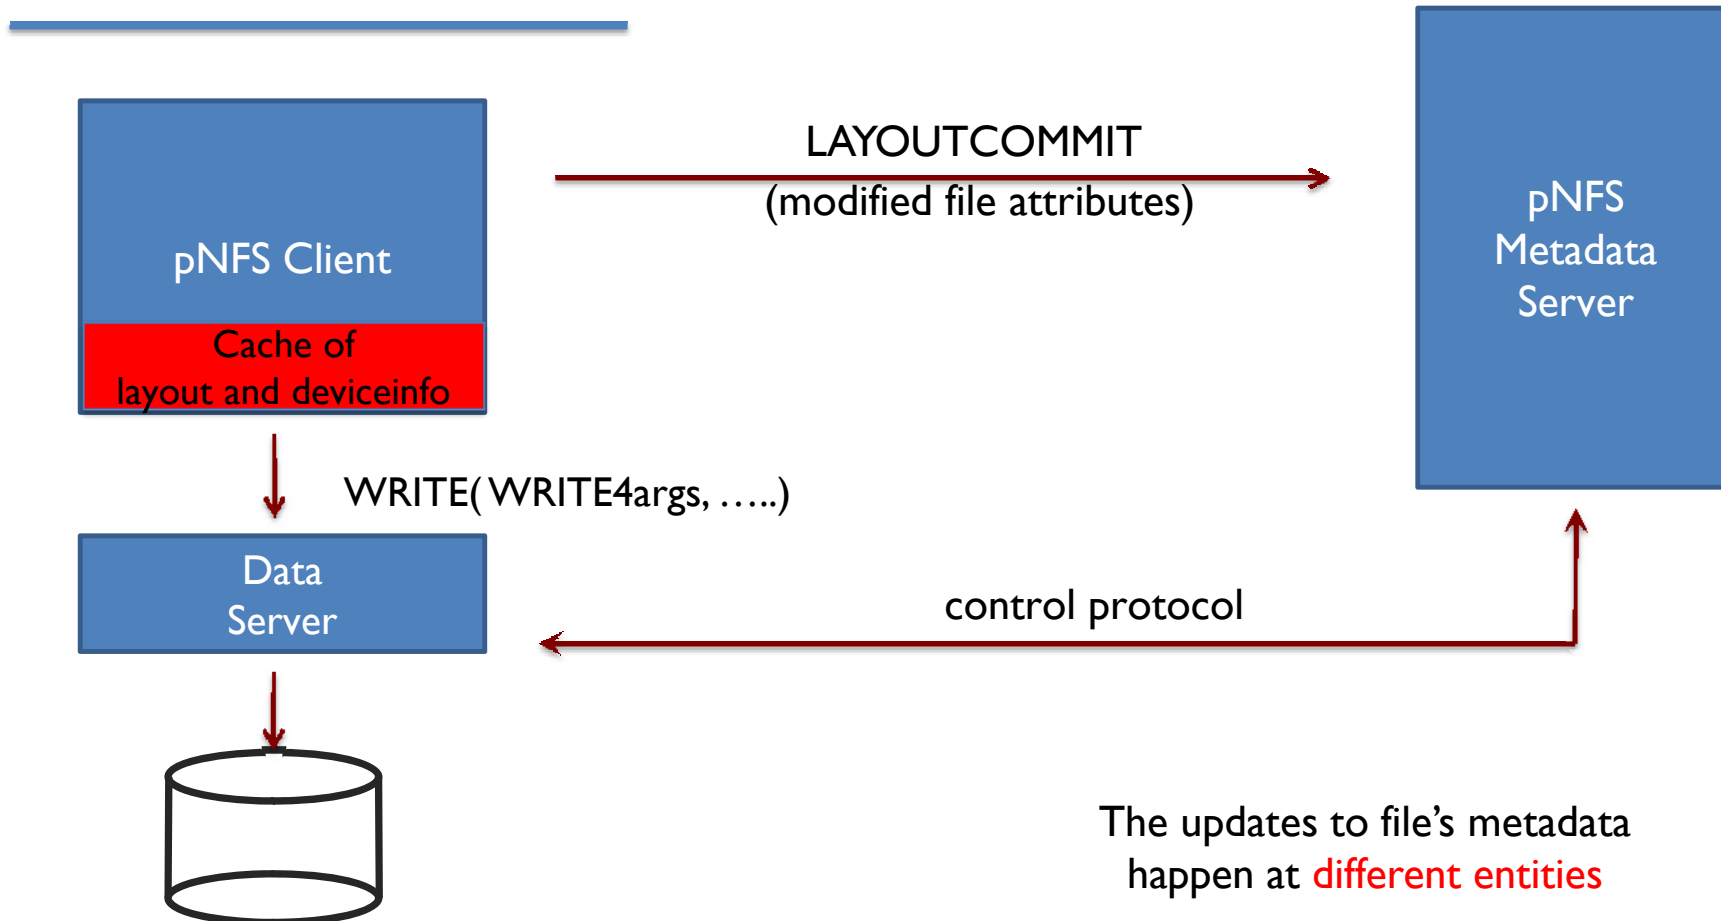 LAYOUTCOMMIT
(modified file attributes)
pNFS
Metadata
Server
pNFS Client
Cache of
layout and deviceinfo
WRITE( WRITE4args, …..)
Data
Server
control protocol
The updates to file’s metadata
happen at different entities